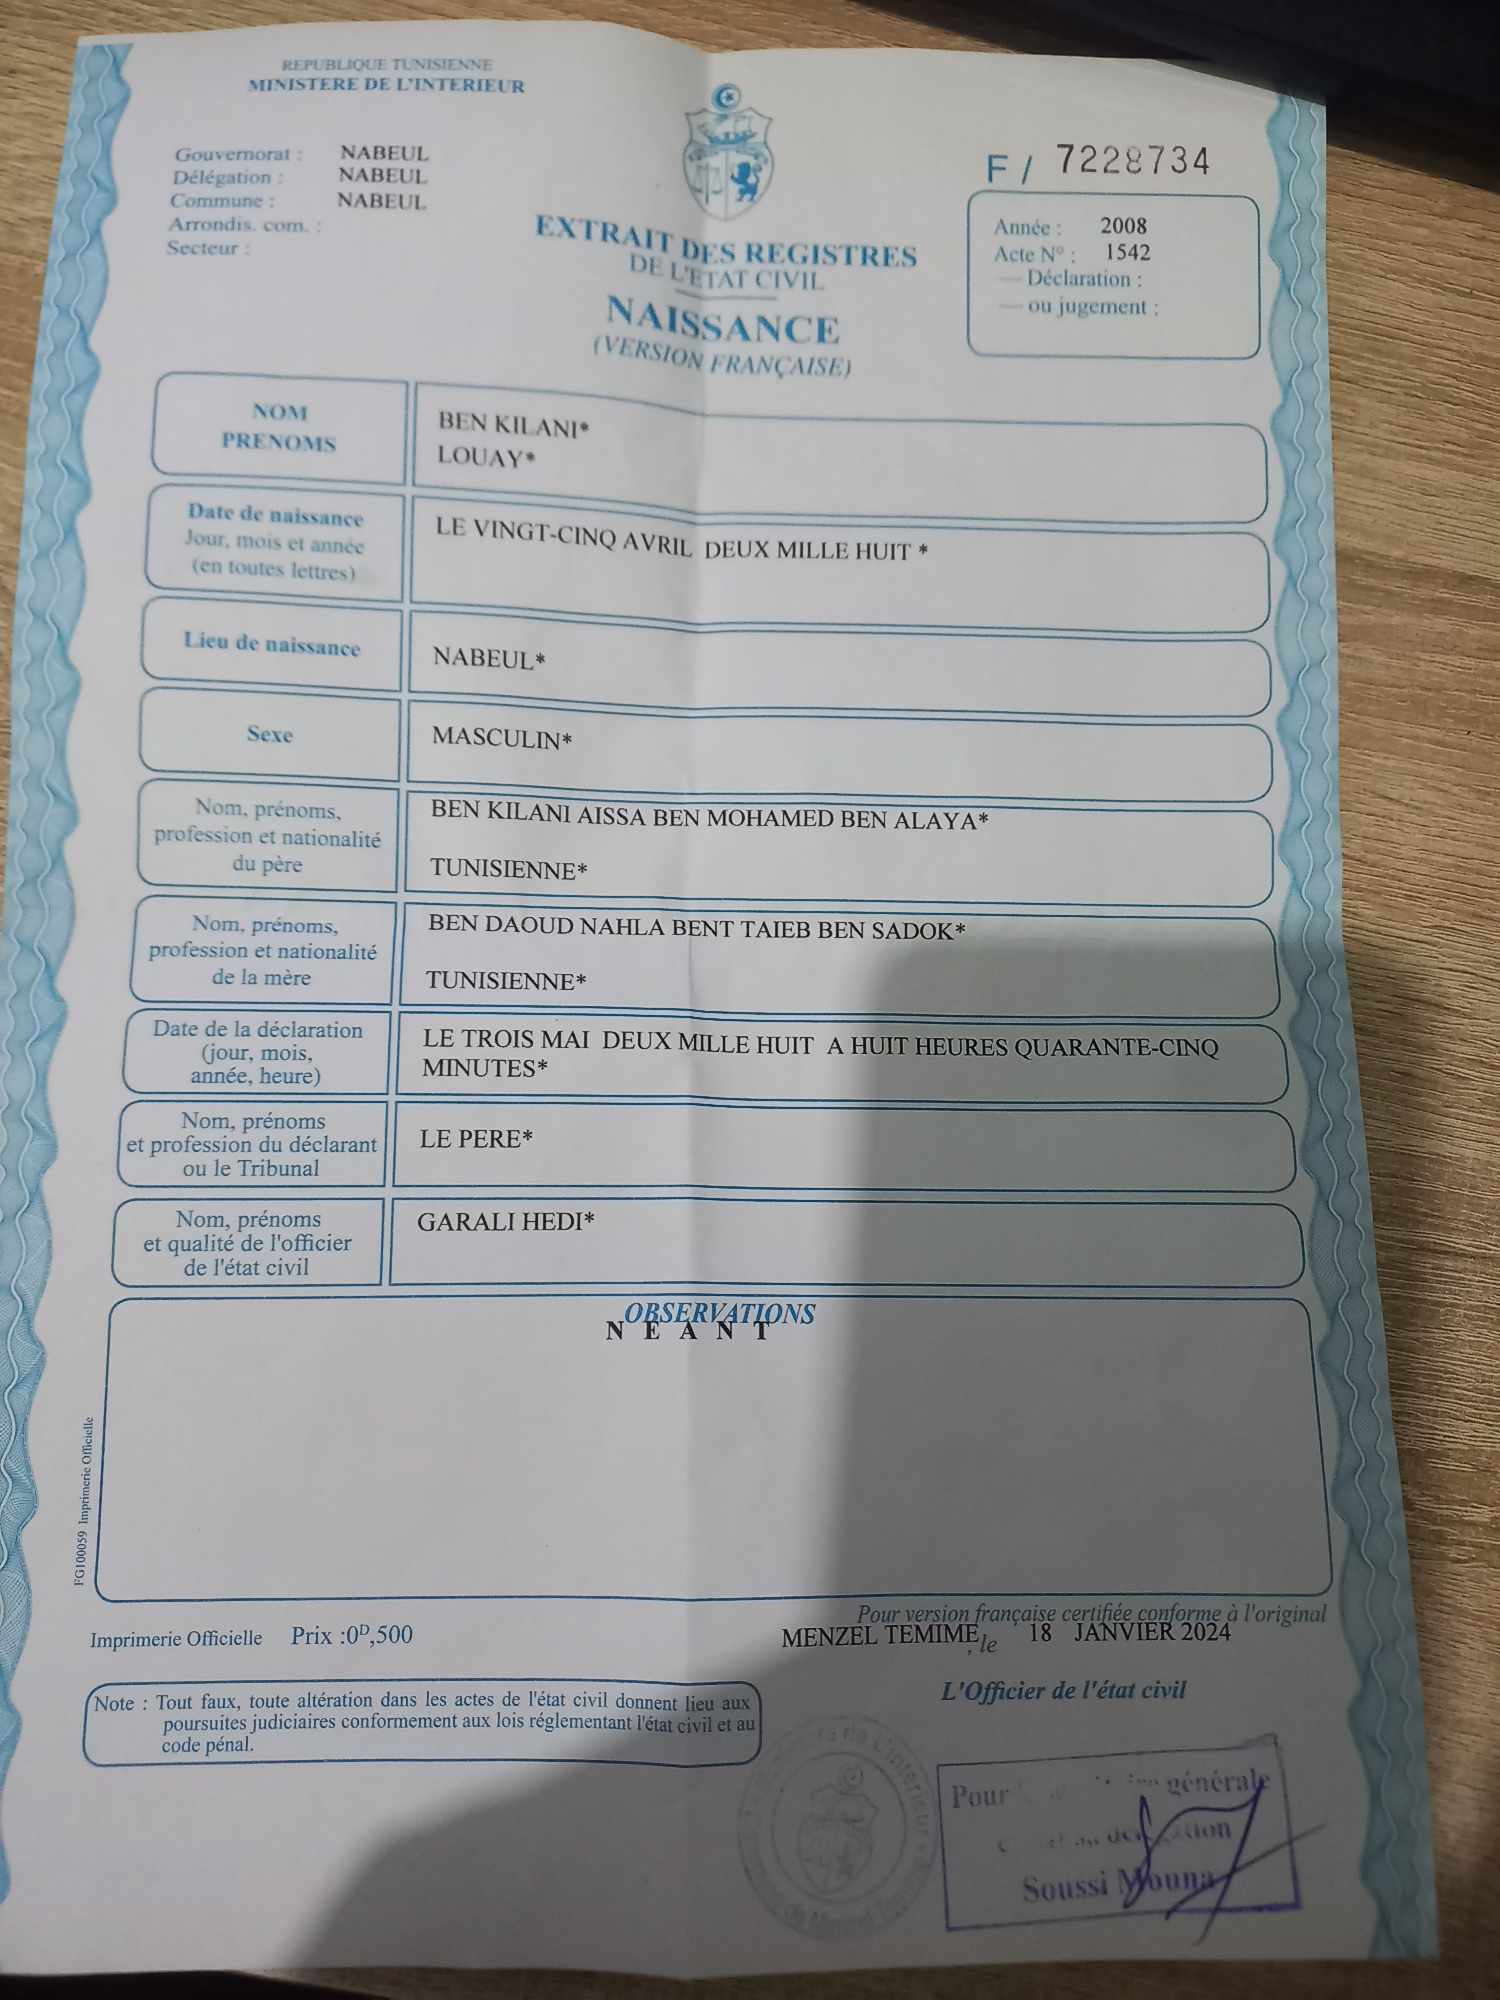 REPUBLIQUE TUNISIENNE
MINISTERE DE L'INTERIEUR
Gouvernorat : NABEUL
Délégation : NABEUL
Commune : NABEUL
Arrondis. com. :
Secteur :
EXTRAIT DES REGISTRES
DE L'ETAT CIVIL
NAISSANCE
(VERSION FRANÇAISE)
F / 7228734
Année : 2008
Acte N° : 1542
— Déclaration :
— ou jugement :
NOM
PRENOMS
BEN KILANI*
LOUAY*
Date de naissance
Jour, mois et année
(en toutes lettres)
LE VINGT-CINQ AVRIL DEUX MILLE HUIT *
Lieu de naissance
NABEUL*
Sexe
MASCULIN*
Nom, prénoms,
profession et nationalité
du père
BEN KILANI AISSA BEN MOHAMED BEN ALAYA*
TUNISIENNE*
Nom, prénoms,
profession et nationalité
de la mère
BEN DAOUD NAHLA BENT TAIEB BEN SADOK*
TUNISIENNE*
Date de la déclaration
(jour, mois,
année, heure)
LE TROIS MAI DEUX MILLE HUIT A HUIT HEURES QUARANTE-CINQ
MINUTES*
Nom, prénoms
et profession du déclarant
ou le Tribunal
LE PERE*
Nom, prénoms
et qualité de l'officier
de l'état civil
GARALI HEDI*
OBSERVATIONS
N E A N T
FG100059 Imprimerie Officielle
Imprimerie Officielle Prix :0D,500
Pour version française certifiée conforme à l'original
MENZEL TEMIME, le 18 JANVIER 2024
L'Officier de l'état civil
Note : Tout faux, toute altération dans les actes de l'état civil donnent lieu aux
poursuites judiciaires conformement aux lois réglementant l'état civil et au
code pénal.
de l'Intérieur
Pour générale
Soussi Mouna